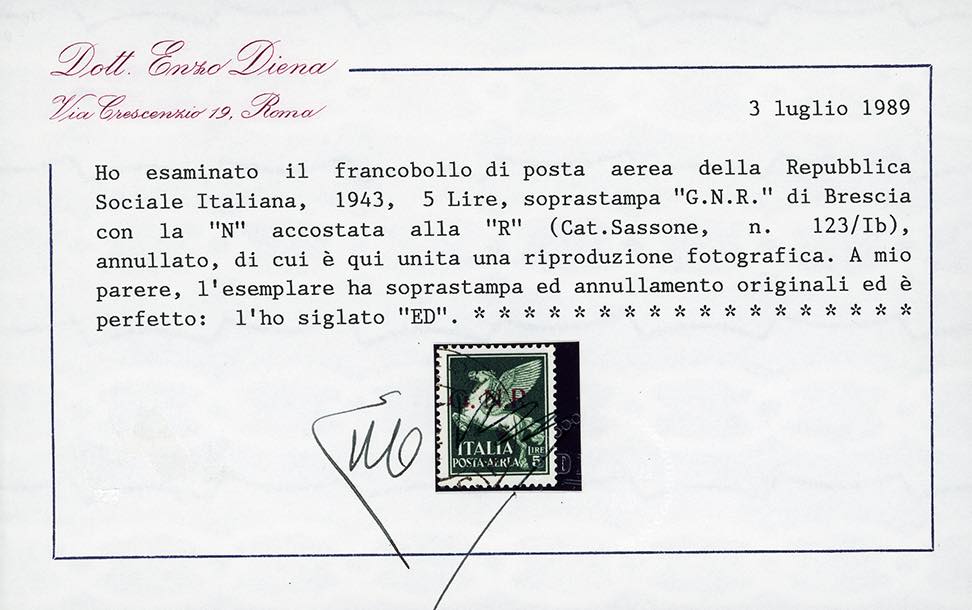 Dott. Enzo Diena
Via Crescenzio 19, Roma
3 luglio 1989
Ho esaminato il francobollo di posta aerea della Repubblica
Sociale Italiana, 1943, 5 Lire, soprastampa "G.N.R." di Brescia
con la "N" accostata alla "R" (Cat.Sassone, n. 123/Ib),
annullato, di cui è qui unita una riproduzione fotografica. A mio
parere, l'esemplare ha soprastampa ed annullamento originali ed è
perfetto: l'ho siglato "ED". * * * * * * * * * * * * * * * * * *
G.N.R.
ITALIA LIRE
POSTA-AEREA 5